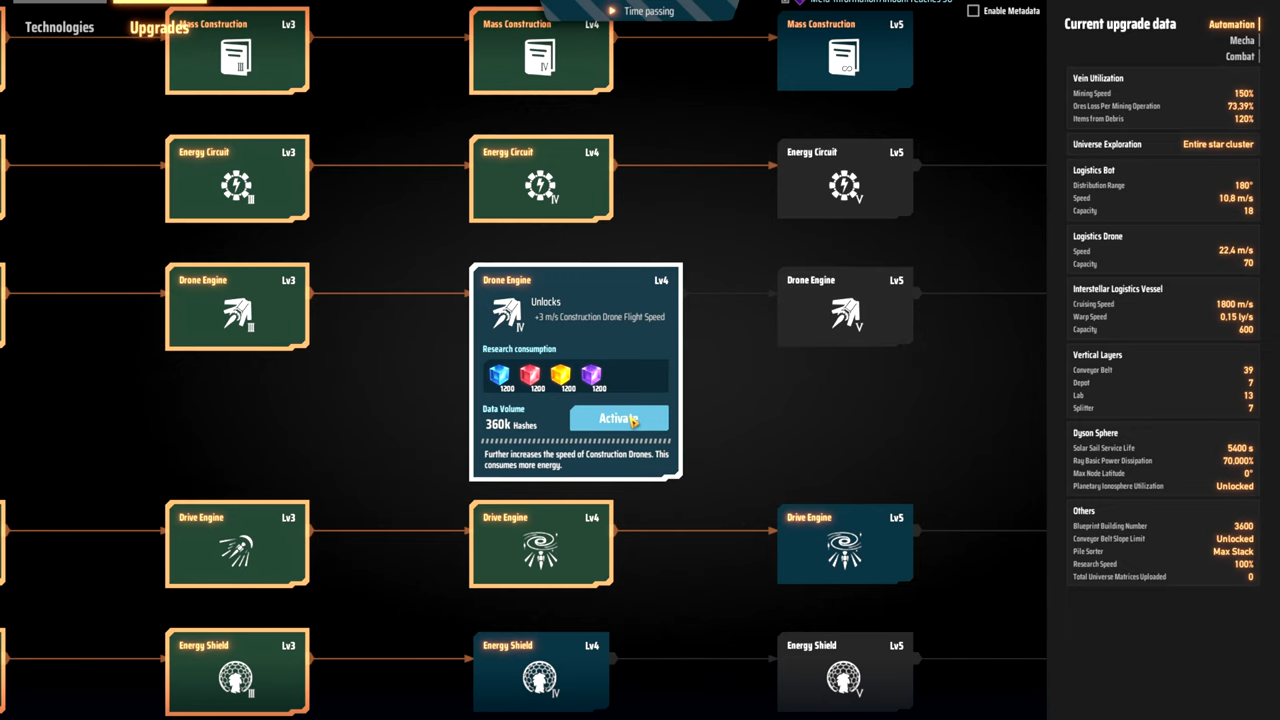 Time passing
Enable Metadata
Technologies
Upgrades
Mass Construction Lv3
III
Mass Construction Lv4
IV
Mass Construction Lv5
Energy Circuit Lv3
III
Energy Circuit Lv4
IV
Energy Circuit Lv5
V
Drone Engine Lv3
III
Drone Engine Lv4
Unlocks
+3 m/s Construction Drone Flight Speed
IV
Research consumption
1200 1200 1200 1200
Data Volume
360k Hashes
Activate
Further increases the speed of Construction Drones. This
consumes more energy.
Drone Engine Lv5
V
Drive Engine Lv3
Drive Engine Lv4
Drive Engine Lv5
Energy Shield Lv3
III
Energy Shield Lv4
IV
Energy Shield Lv5
V
Current upgrade data
Automation
Mecha
Combat
Vein Utilization
Mining Speed 150%
Ores Loss Per Mining Operation 73,39%
Items from Debris 120%
Universe Exploration Entire star cluster
Logistics Bot
Distribution Range 180°
Speed 10,8 m/s
Capacity 18
Logistics Drone
Speed 22,4 m/s
Capacity 70
Interstellar Logistics Vessel
Cruising Speed 1800 m/s
Warp Speed 0,15 ly/s
Capacity 600
Vertical Layers
Conveyor Belt 39
Depot 7
Lab 13
Splitter 7
Dyson Sphere
Solar Sail Service Life 5400 s
Ray Basic Power Dissipation 70,000%
Max Node Latitude 0°
Planetary Ionosphere Utilization Unlocked
Others
Blueprint Building Number 3600
Conveyor Belt Slope Limit Unlocked
Pile Sorter Max Stack
Research Speed 100%
Total Universe Matrices Uploaded 0